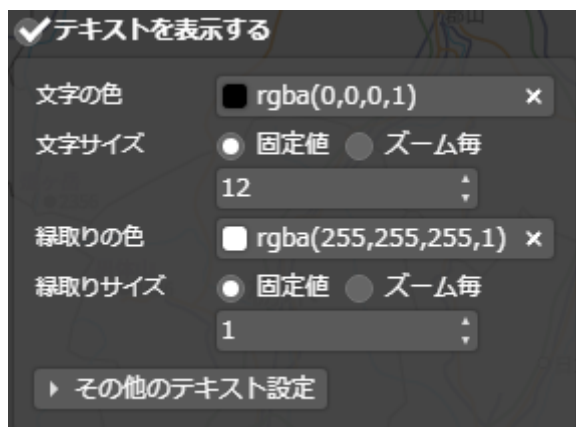 郡山
テキストを表示する
文字の色 rgba(0,0,0,1) ×
文字サイズ 固定値 ズーム毎
12
縁取りの色 rgba(255,255,255,1) ×
縁取りサイズ 固定値 ズーム毎
1
その他のテキスト設定